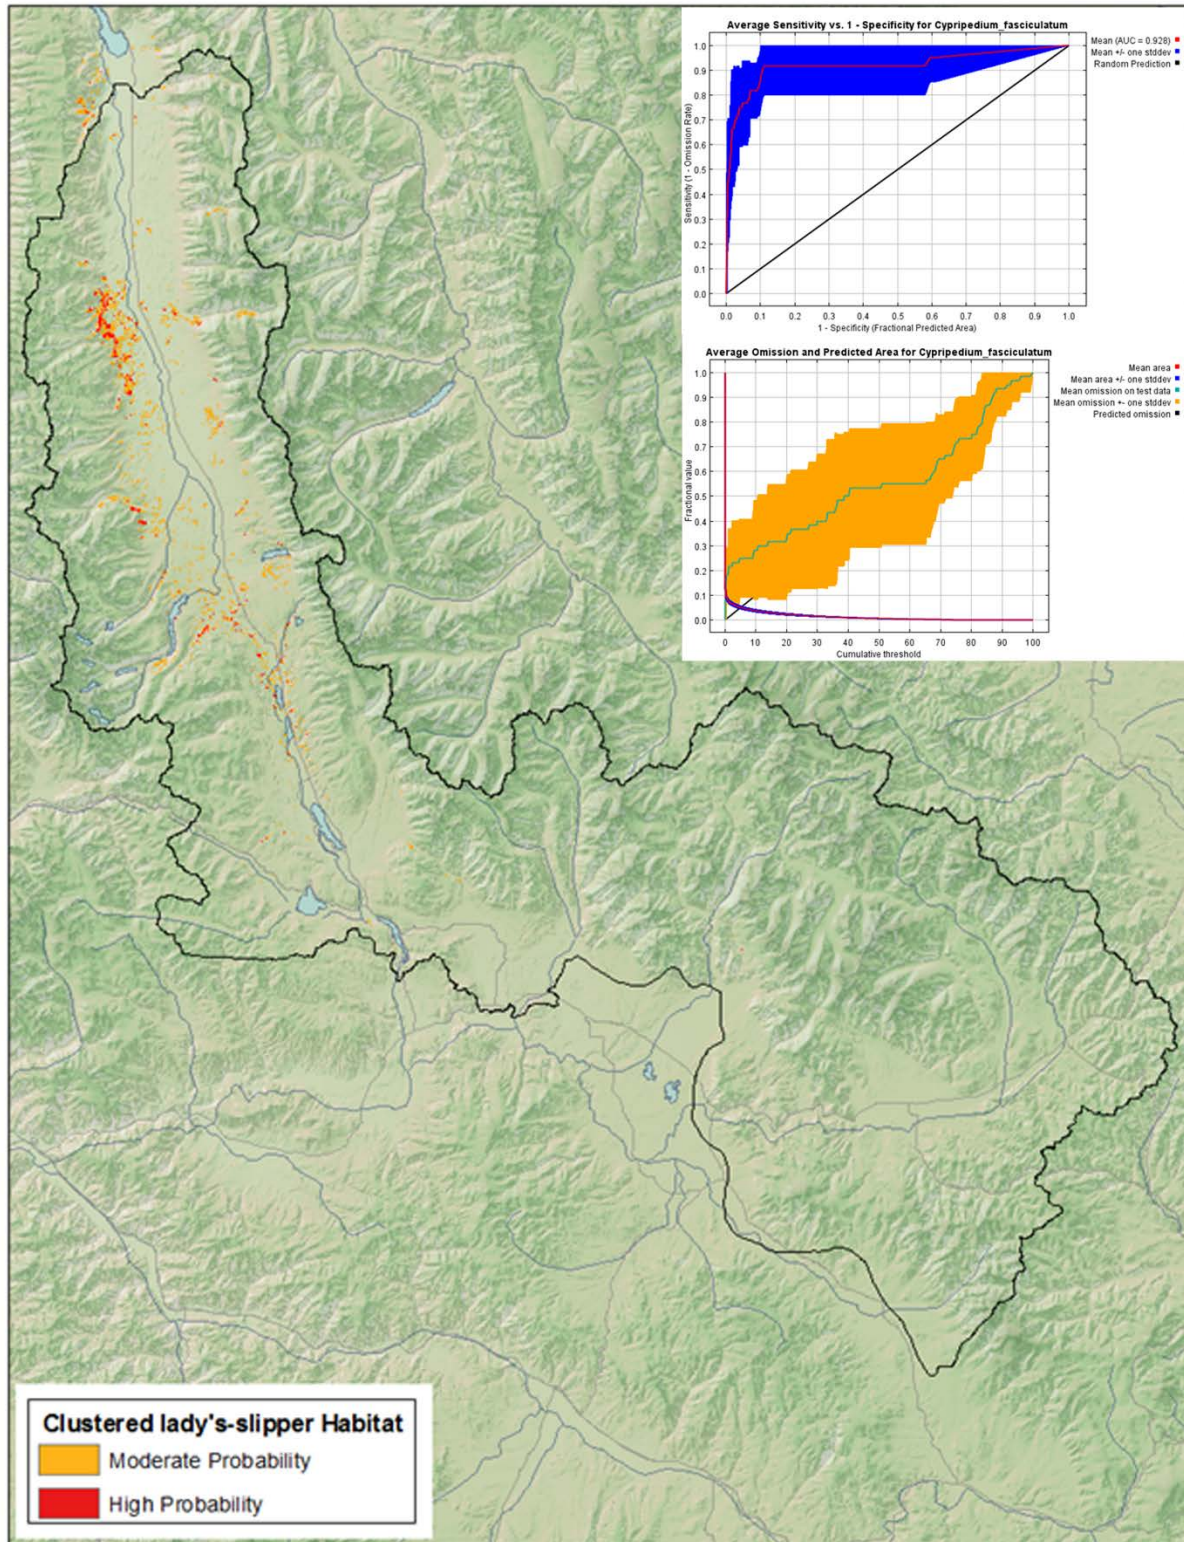 Average Sensitivity vs. 1 - Specificity for Cypripedium_fasciculatum
Mean (AUC = 0.928)
Mean +/- one stddev
Random Prediction
Sensitivity (1 - Omission Rate)
1.0
0.9
0.8
0.7
0.6
0.5
0.4
0.3
0.2
0.1
0.0
0.0 0.1 0.2 0.3 0.4 0.5 0.6 0.7 0.8 0.9 1.0
1 - Specificity (Fractional Predicted Area)
Average Omission and Predicted Area for Cypripedium_fasciculatum
Mean area
Mean area +/- one stddev
Mean omission on test data
Mean omission +- one stddev
Predicted omission
Fractional value
1.0
0.9
0.8
0.7
0.6
0.5
0.4
0.3
0.2
0.1
0.0
0 10 20 30 40 50 60 70 80 90 100
Cumulative threshold
Clustered lady's-slipper Habitat
Moderate Probability
High Probability